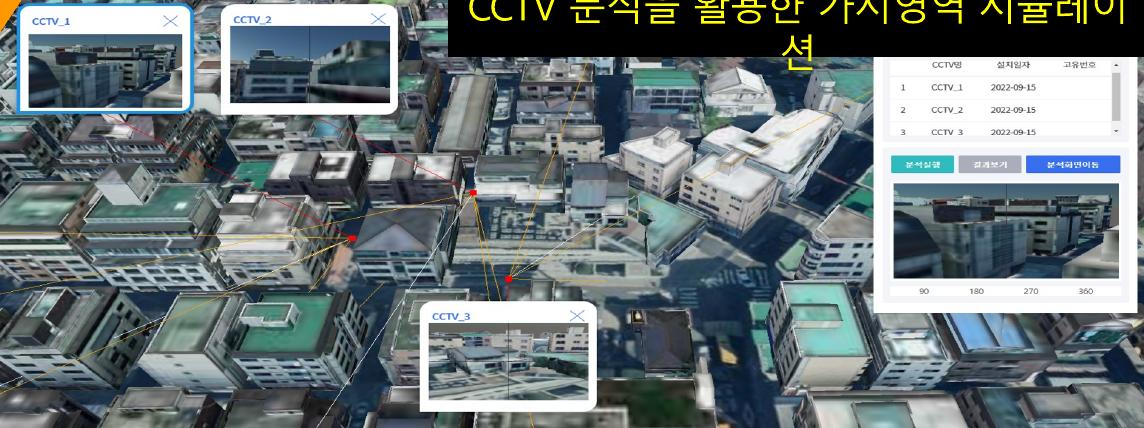 CCTV 분석을 활용한 가시영역 시뮬레이
션
CCTV_1
CCTV_2
CCTV명 설치일자 고유번호
1 CCTV_1 2022-09-15
2 CCTV_2 2022-09-15
3 CCTV_3 2022-09-15
분석실행 결과보기 분석화면이동
90 180 270 360
CCTV_3